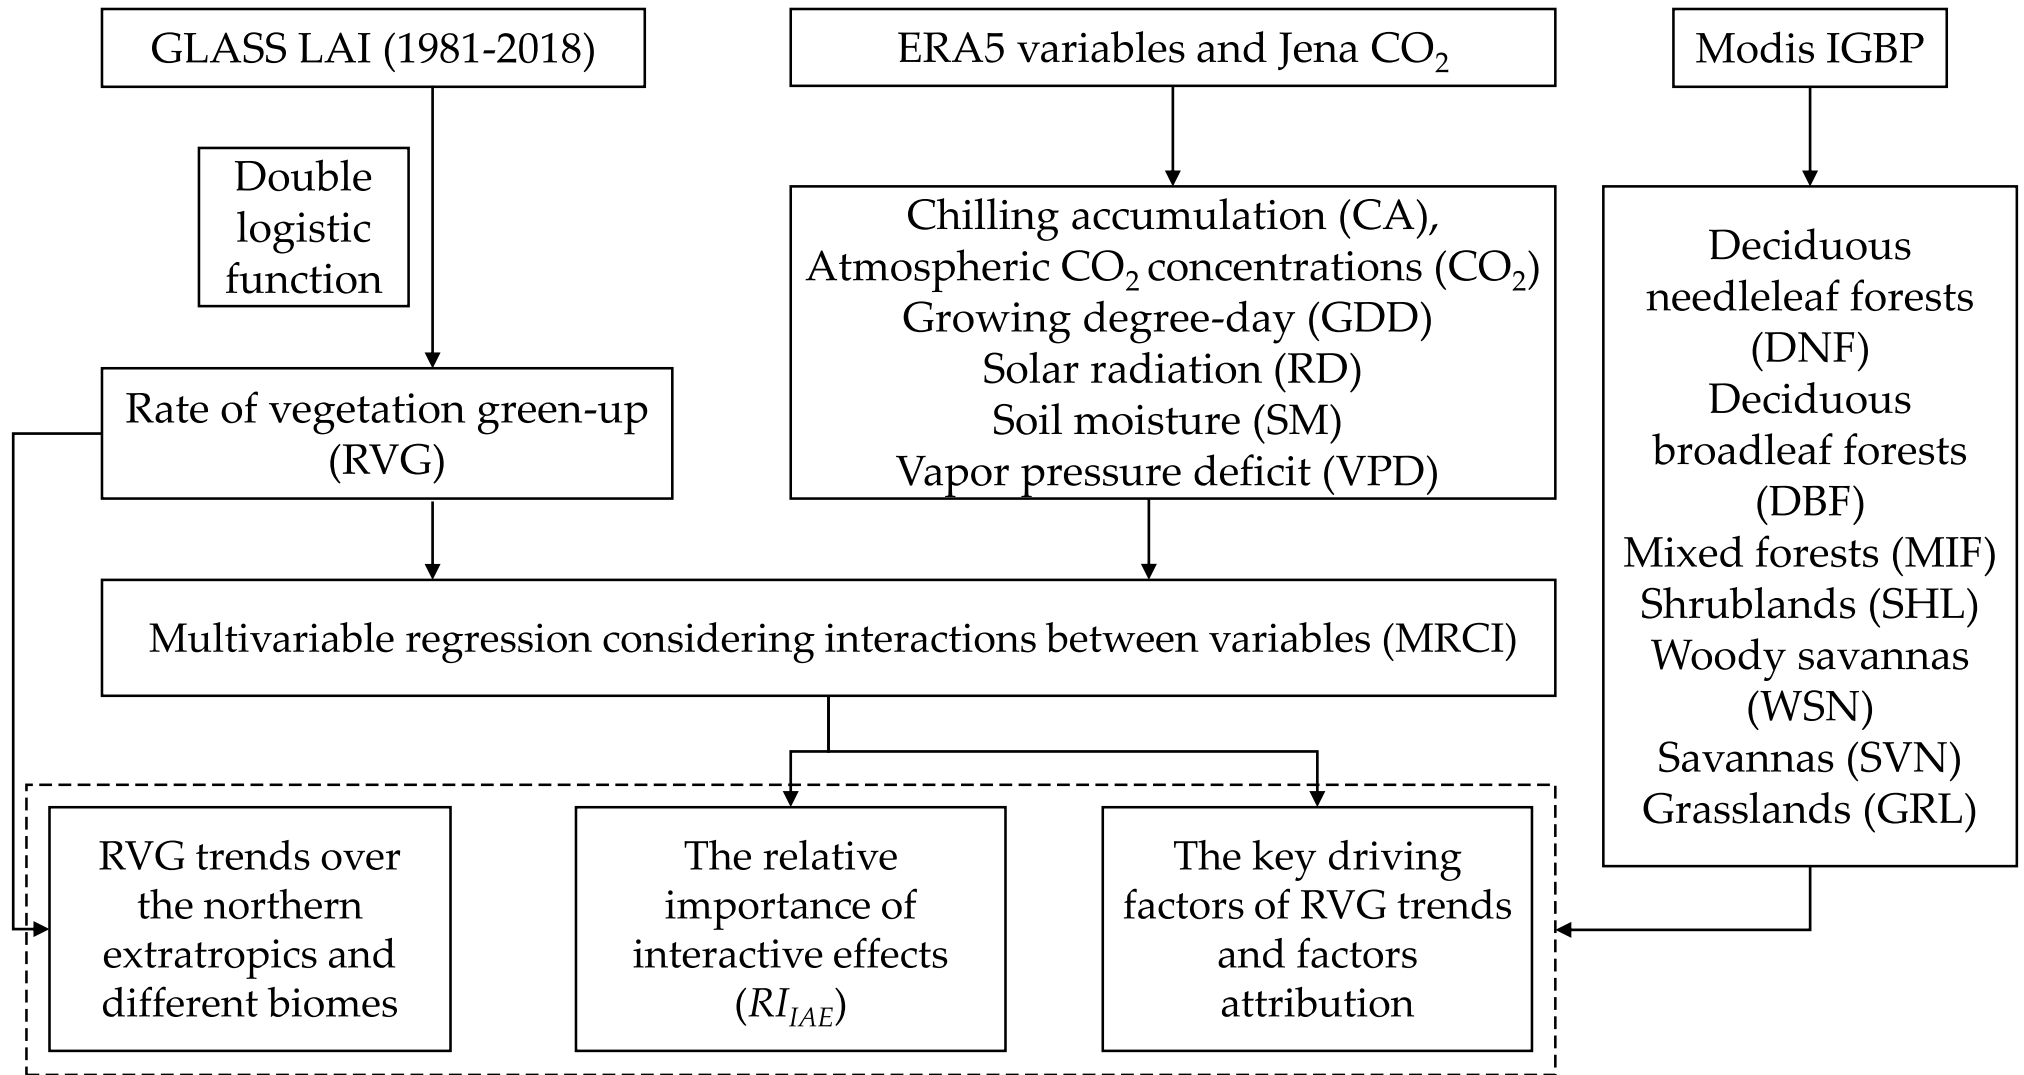 GLASS LAI (1981-2018)
ERA5 variables and Jena CO₂
Modis IGBP
Double
logistic
function
Chilling accumulation (CA),
Atmospheric CO₂ concentrations (CO₂)
Growing degree-day (GDD)
Solar radiation (RD)
Soil moisture (SM)
Vapor pressure deficit (VPD)
Deciduous
needleleaf forests
(DNF)
Deciduous
broadleaf forests
(DBF)
Mixed forests (MIF)
Shrublands (SHL)
Woody savannas
(WSN)
Savannas (SVN)
Grasslands (GRL)
Rate of vegetation green-up
(RVG)
Multivariable regression considering interactions between variables (MRCI)
RVG trends over
the northern
extratropics and
different biomes
The relative
importance of
interactive effects
(RI_IAE)
The key driving
factors of RVG trends
and factors
attribution